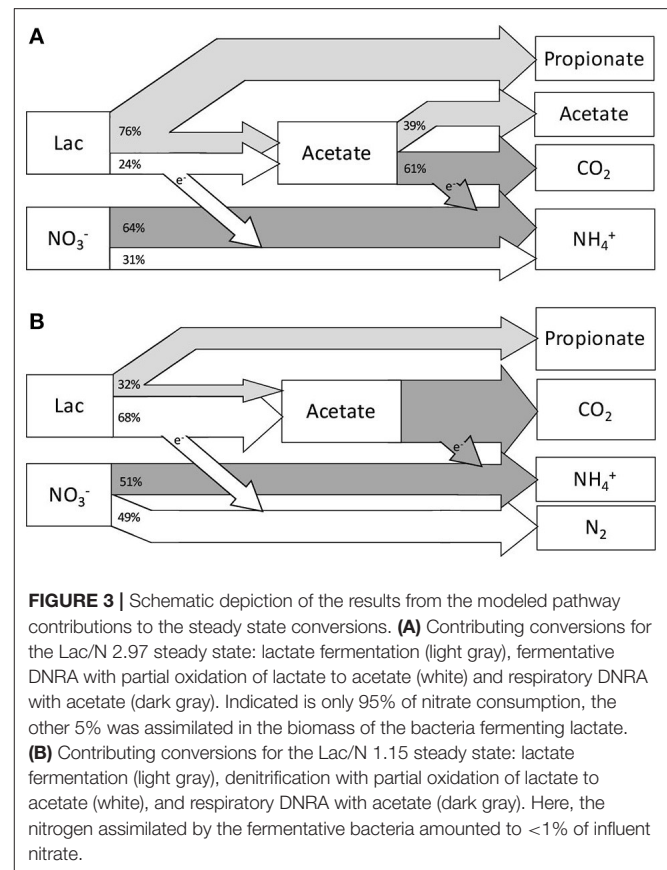 A
Lac
76%
24%
e⁻
Acetate
39%
61%
e⁻
Propionate
Acetate
CO₂
NO₃⁻
64%
31%
NH₄⁺
B
Lac
32%
68%
e⁻
Acetate
e⁻
Propionate
CO₂
NO₃⁻
51%
49%
NH₄⁺
N₂
FIGURE 3 | Schematic depiction of the results from the modeled pathway
contributions to the steady state conversions. (A) Contributing conversions for
the Lac/N 2.97 steady state: lactate fermentation (light gray), fermentative
DNRA with partial oxidation of lactate to acetate (white) and respiratory DNRA
with acetate (dark gray). Indicated is only 95% of nitrate consumption, the
other 5% was assimilated in the biomass of the bacteria fermenting lactate.
(B) Contributing conversions for the Lac/N 1.15 steady state: lactate
fermentation (light gray), denitrification with partial oxidation of lactate to
acetate (white), and respiratory DNRA with acetate (dark gray). Here, the
nitrogen assimilated by the fermentative bacteria amounted to <1% of influent
nitrate.